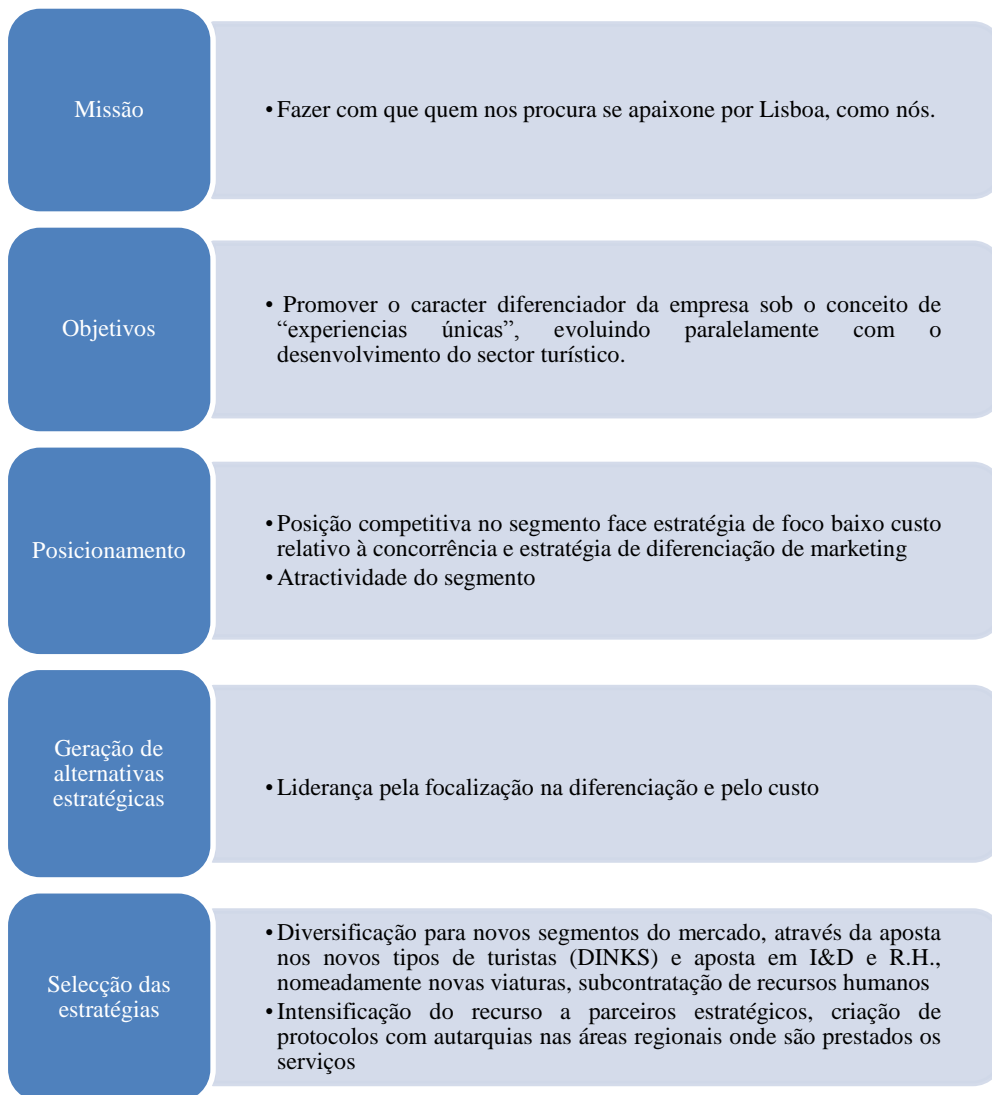 Missão
• Fazer com que quem nos procura se apaixone por Lisboa, como nós.
Objetivos
• Promover o caracter diferenciador da empresa sob o conceito de
“experiencias únicas”, evoluindo paralelamente com o
desenvolvimento do sector turístico.
Posicionamento
• Posição competitiva no segmento face estratégia de foco baixo custo
relativo à concorrência e estratégia de diferenciação de marketing
• Atractividade do segmento
Geração de
alternativas
estratégicas
• Liderança pela focalização na diferenciação e pelo custo
Selecção das
estratégias
• Diversificação para novos segmentos do mercado, através da aposta
nos novos tipos de turistas (DINKS) e aposta em I&D e R.H.,
nomeadamente novas viaturas, subcontratação de recursos humanos
• Intensificação do recurso a parceiros estratégicos, criação de
protocolos com autarquias nas áreas regionais onde são prestados os
serviços